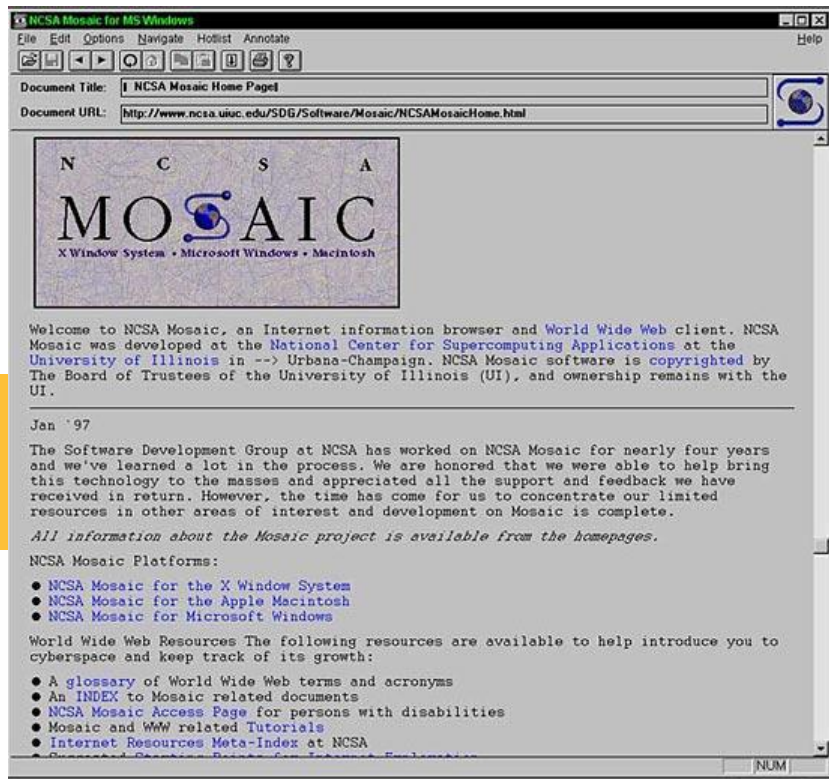 NCSA Mosaic for MS Windows
File Edit Options Navigate Hotlist Annotate Help
Document Title: NCSA Mosaic Home Page
Document URL: http://www.ncsa.uiuc.edu/SDG/Software/Mosaic/NCSAMosaicHome.html
N C S A
MOSAIC
X Window System • Microsoft Windows • Macintosh
Welcome to NCSA Mosaic, an Internet information browser and World Wide Web client. NCSA
Mosaic was developed at the National Center for Supercomputing Applications at the
University of Illinois in --> Urbana-Champaign. NCSA Mosaic software is copyrighted by
The Board of Trustees of the University of Illinois (UI), and ownership remains with the
UI.
Jan '97
The Software Development Group at NCSA has worked on NCSA Mosaic for nearly four years
and we've learned a lot in the process. We are honored that we were able to help bring
this technology to the masses and appreciated all the support and feedback we have
received in return. However, the time has come for us to concentrate our limited
resources in other areas of interest and development on Mosaic is complete.
All information about the Mosaic project is available from the homepages.
NCSA Mosaic Platforms:
● NCSA Mosaic for the X Window System
● NCSA Mosaic for the Apple Macintosh
● NCSA Mosaic for Microsoft Windows
World Wide Web Resources The following resources are available to help introduce you to
cyberspace and keep track of its growth:
● A glossary of World Wide Web terms and acronyms
● An INDEX to Mosaic related documents
● NCSA Mosaic Access Page for persons with disabilities
● Mosaic and WWW related Tutorials
● Internet Resources Meta-Index at NCSA
NUM